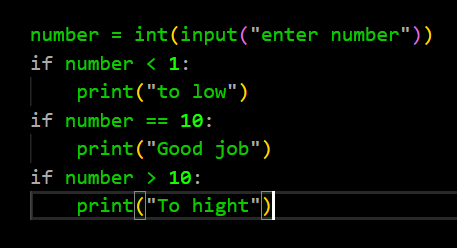 number = int(input("enter number"))
if number < 1:
    print("to low")
if number == 10:
    print("Good job")
if number > 10:
    print("To hight")